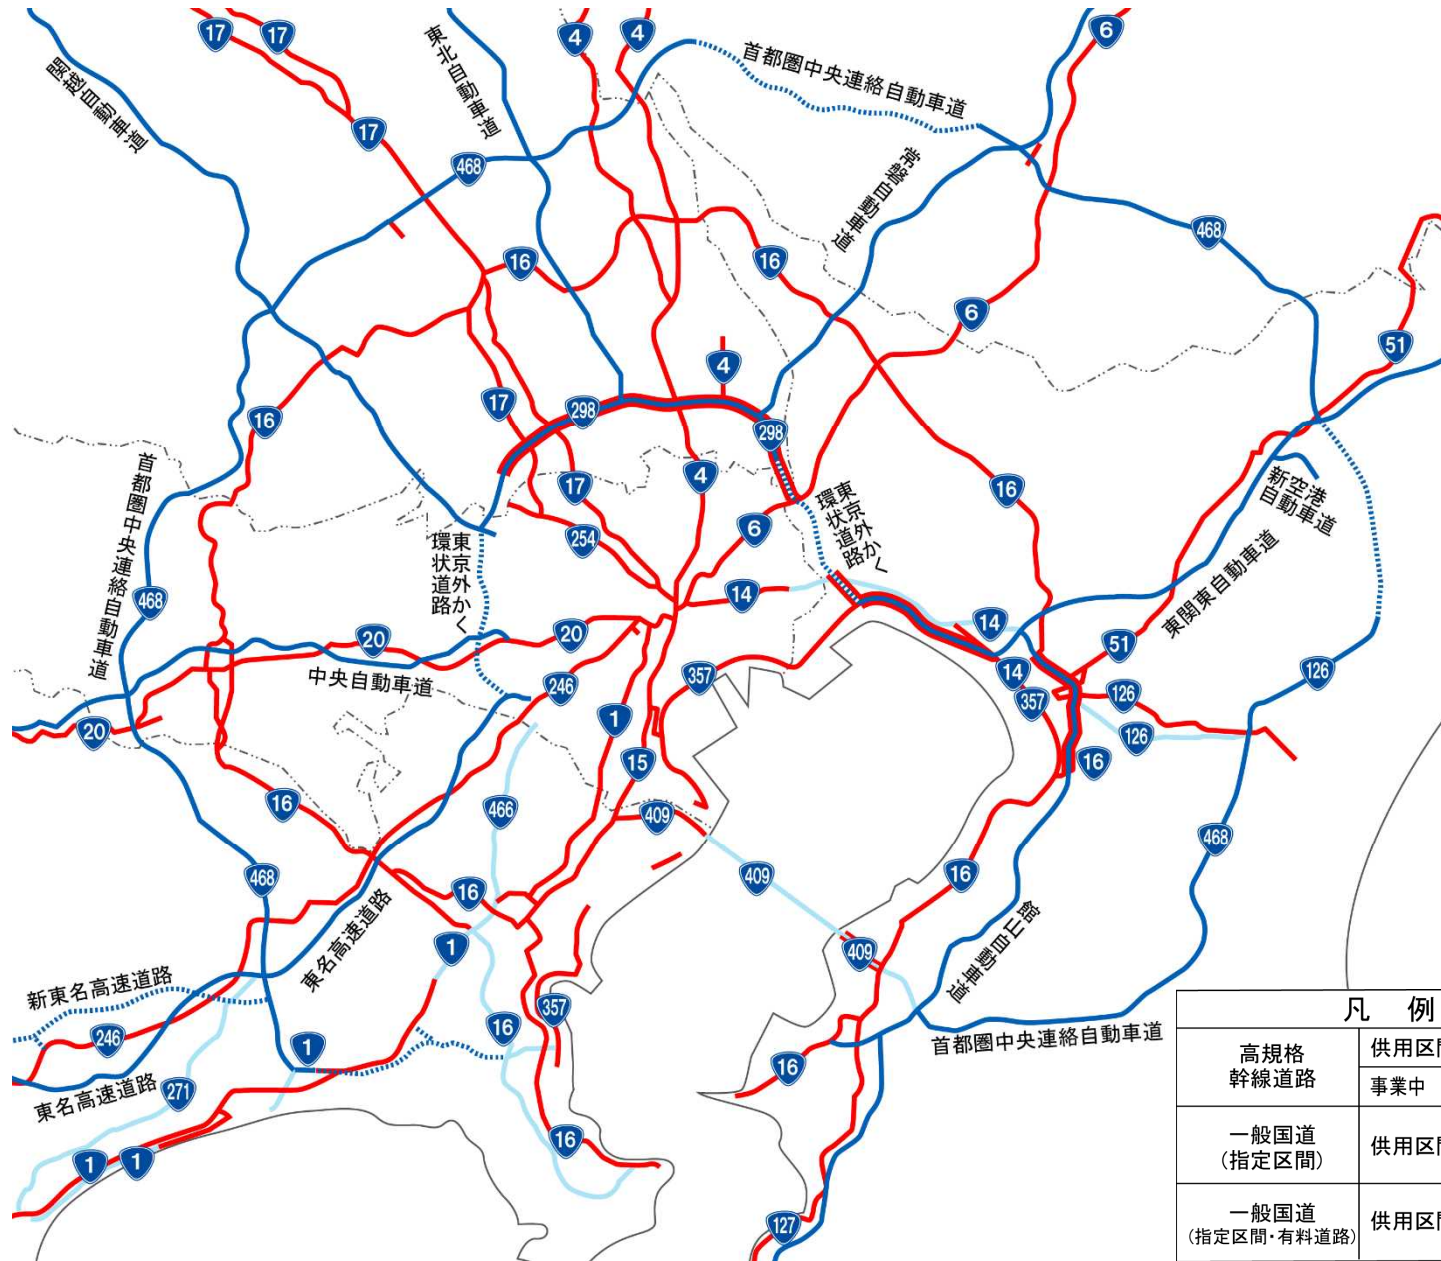 17
17
4
4
6
関越自動車道
東北自動車道
首都圏中央連絡自動車道
17
468
常磐自動車道
16
16
468
6
51
4
17
298
298
16
首都圏中央連絡自動車道
東京外かく
環状道路
17
4
254
6
東京外かく
環状道路
16
新空港
自動車道
東関東自動車道
468
14
14
20
20
中央自動車道
246
357
51
14
357
126
126
126
20
1
15
16
16
466
409
409
468
468
16
16
東名高速道路
1
409
館山自動車道
新東名高速道路
357
246
16
1
首都圏中央連絡自動車道
16
東名高速道路
271
1
1
16
127
凡 例
高規格
幹線道路
供用区間
事業中
一般国道
(指定区間)
供用区間
一般国道
(指定区間・有料道路)
供用区間